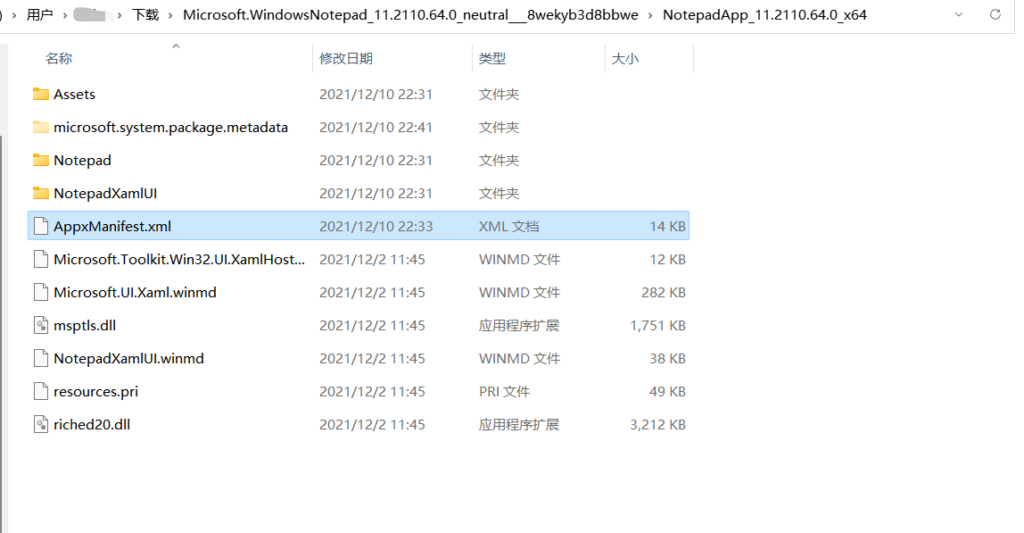 ) › 用户 › › 下载 › Microsoft.WindowsNotepad_11.2110.64.0_neutral___8wekyb3d8bbwe › NotepadApp_11.2110.64.0_x64
名称 修改日期 类型 大小
Assets 2021/12/10 22:31 文件夹
microsoft.system.package.metadata 2021/12/10 22:41 文件夹
Notepad 2021/12/10 22:31 文件夹
NotepadXamlUI 2021/12/10 22:31 文件夹
AppxManifest.xml 2021/12/10 22:33 XML 文档 14 KB
Microsoft.Toolkit.Win32.UI.XamlHost... 2021/12/2 11:45 WINMD 文件 12 KB
Microsoft.UI.Xaml.winmd 2021/12/2 11:45 WINMD 文件 282 KB
msptls.dll 2021/12/2 11:45 应用程序扩展 1,751 KB
NotepadXamlUI.winmd 2021/12/2 11:45 WINMD 文件 38 KB
resources.pri 2021/12/2 11:45 PRI 文件 49 KB
riched20.dll 2021/12/2 11:45 应用程序扩展 3,212 KB